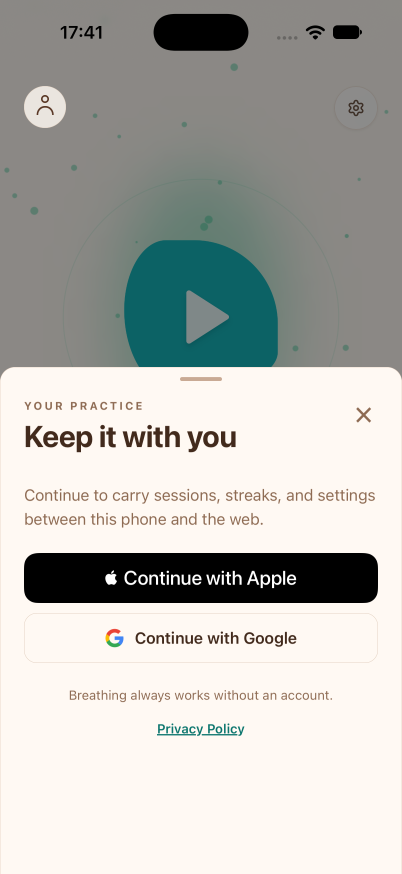 17:41
YOUR PRACTICE
Keep it with you
Continue to carry sessions, streaks, and settings
between this phone and the web.
Continue with Apple
Continue with Google
Breathing always works without an account.
Privacy Policy